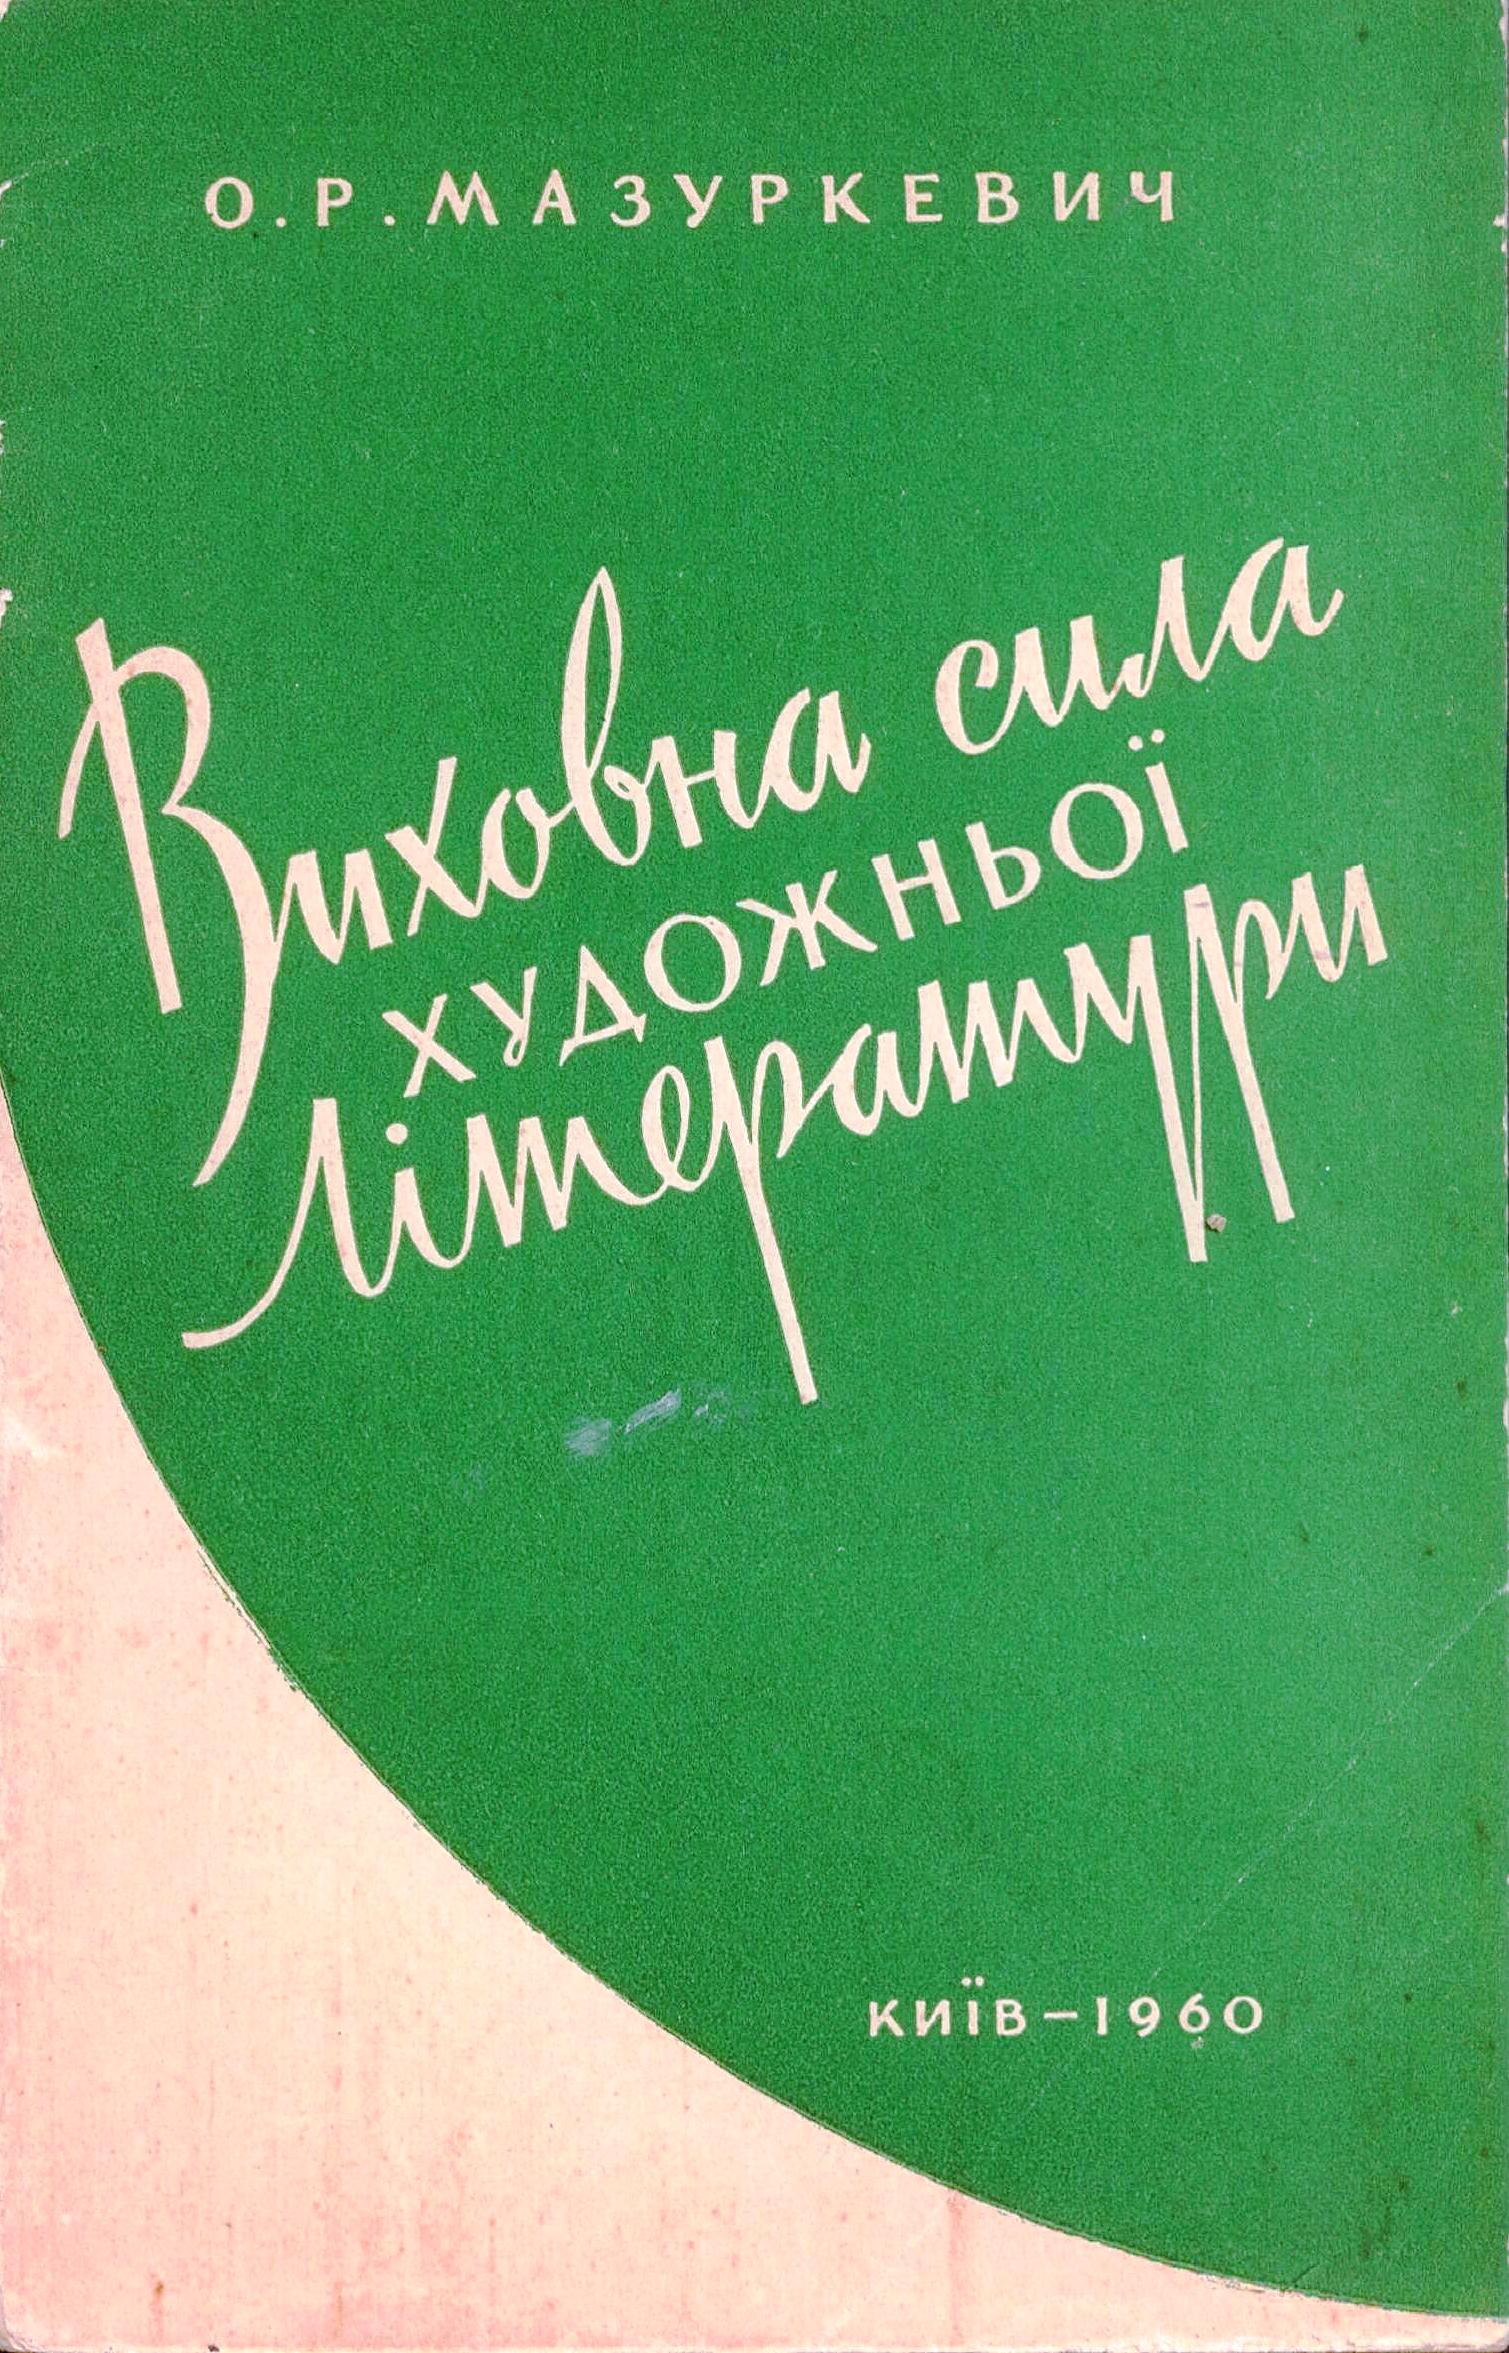 О. Р. МАЗУРКЕВИЧ
Виховна сила
ХУДОЖНЬОЇ
літератури
КИЇВ – 1960